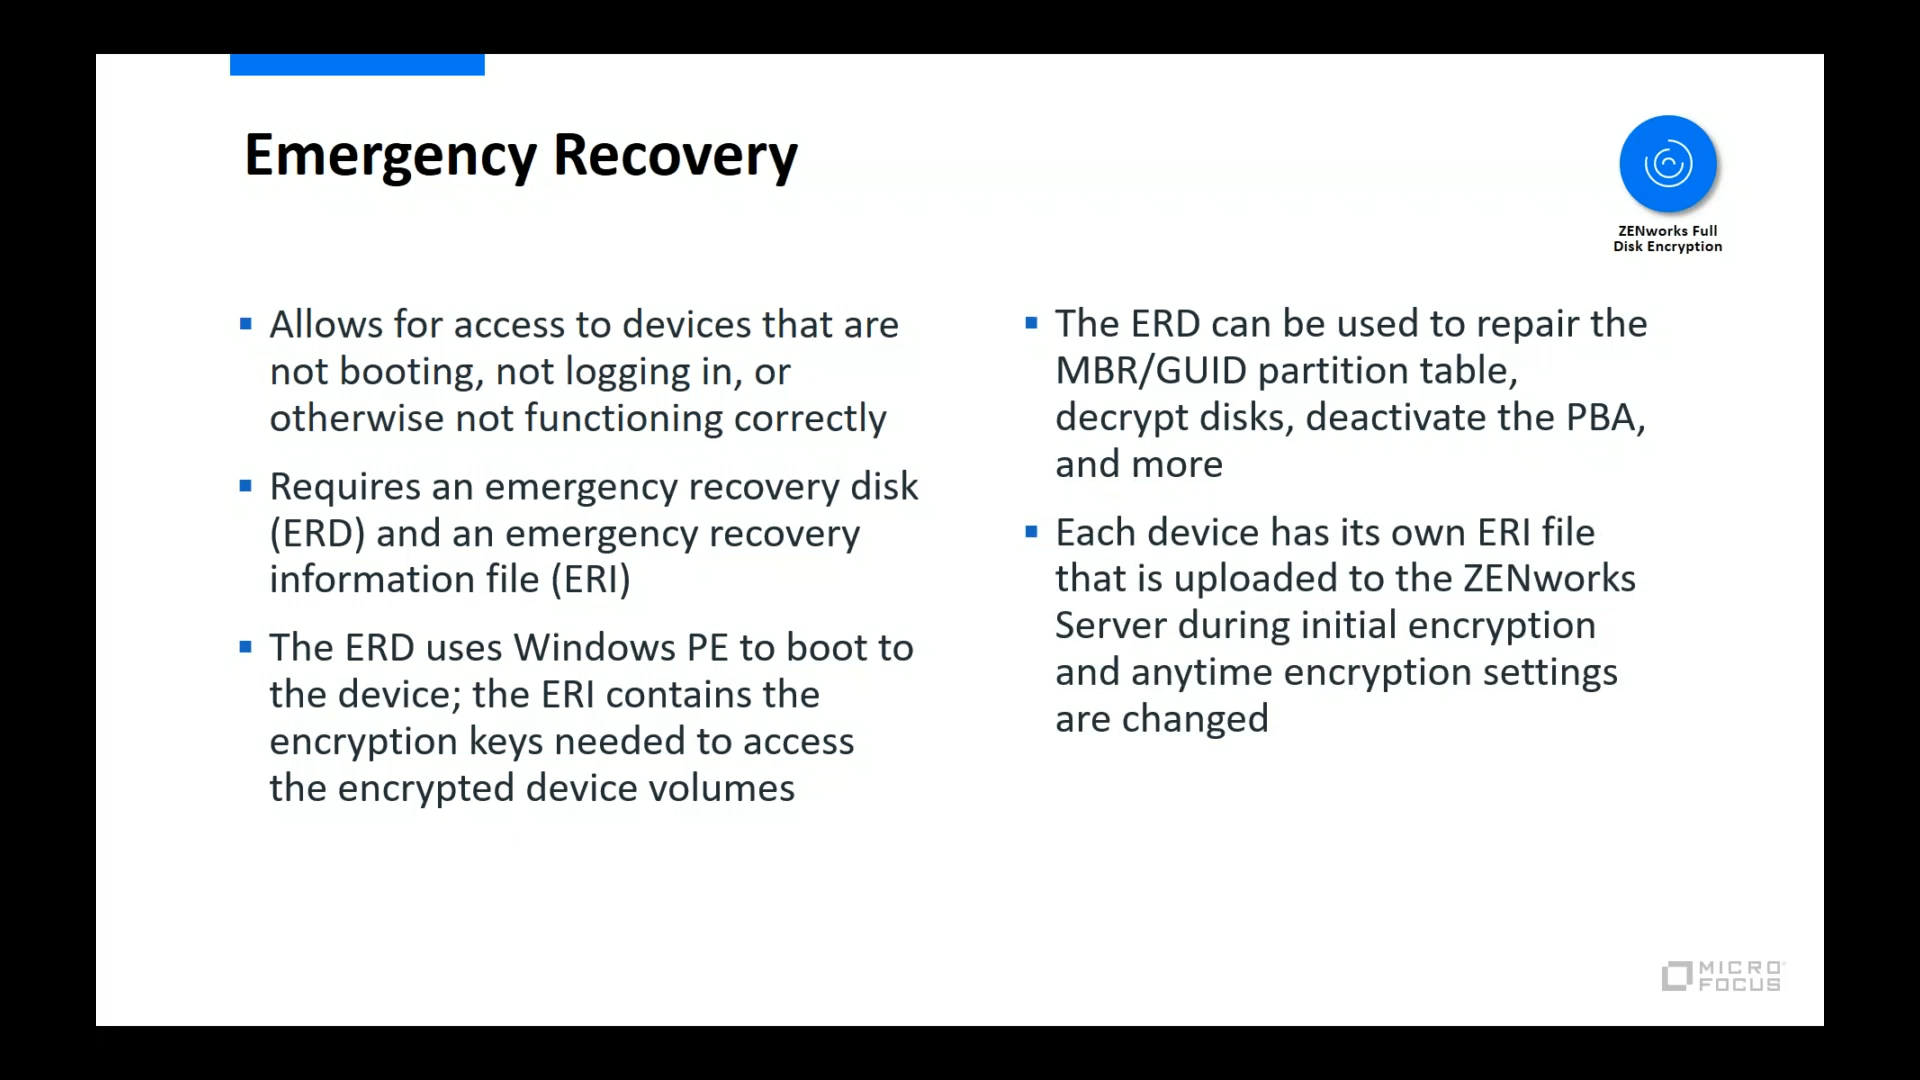 Emergency Recovery
ZENworks Full
Disk Encryption
▪ Allows for access to devices that are
not booting, not logging in, or
otherwise not functioning correctly
▪ Requires an emergency recovery disk
(ERD) and an emergency recovery
information file (ERI)
▪ The ERD uses Windows PE to boot to
the device; the ERI contains the
encryption keys needed to access
the encrypted device volumes
▪ The ERD can be used to repair the
MBR/GUID partition table,
decrypt disks, deactivate the PBA,
and more
▪ Each device has its own ERI file
that is uploaded to the ZENworks
Server during initial encryption
and anytime encryption settings
are changed
MICRO
FOCUS